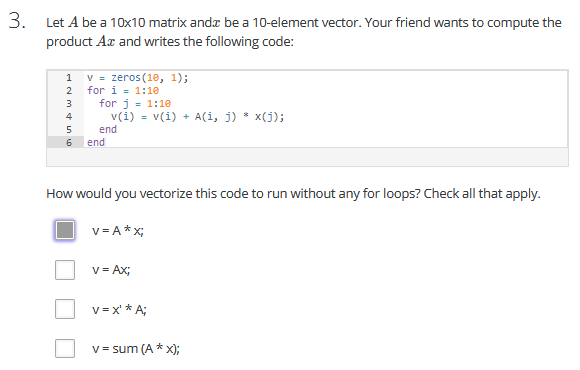 3. Let A be a 10x10 matrix andx be a 10-element vector. Your friend wants to compute the
product Ax and writes the following code:
1 v = zeros(10, 1);
2 for i = 1:10
3 for j = 1:10
4 v(i) = v(i) + A(i, j) * x(j);
5 end
6 end
How would you vectorize this code to run without any for loops? Check all that apply.
v = A * x;
v = Ax;
v = x' * A;
v = sum (A * x);